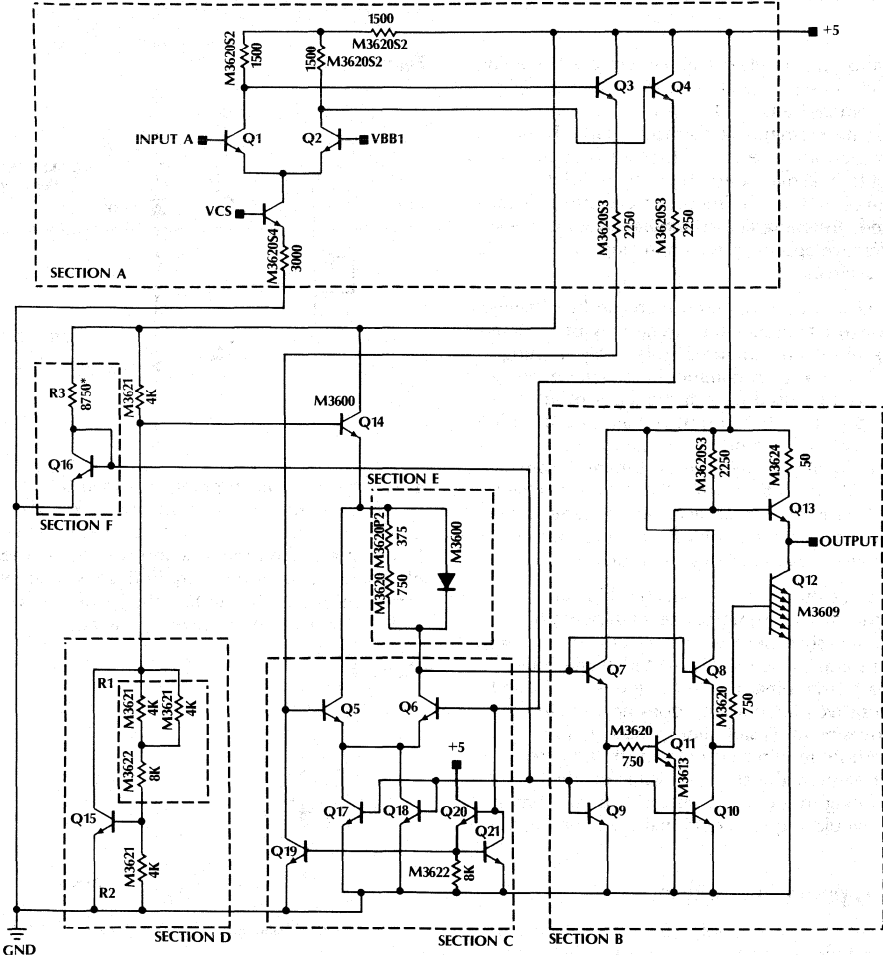 1500
M3620S2
+5
M3620S2
1500
1500
M3620S2
Q3
Q4
INPUT A
Q1
Q2
VBB1
VCS
M3620S4
3000
M3620S3
2250
M3620S3
2250
SECTION A
R3
8750*
M3621
4K
M3600
Q14
Q16
SECTION F
SECTION E
M3620P2
375
M3620
750
M3600
M3620S3
2250
M3624
50
Q13
OUTPUT
Q12
M3609
R1
M3621
4K
M3621
4K
M3622
8K
Q15
M3621
4K
R2
SECTION D
Q5
Q6
+5
Q17
Q18
Q20
Q21
Q19
M3622
8K
SECTION C
Q7
Q8
M3620
750
M3620
750
Q11
M3613
Q9
Q10
SECTION B
GND